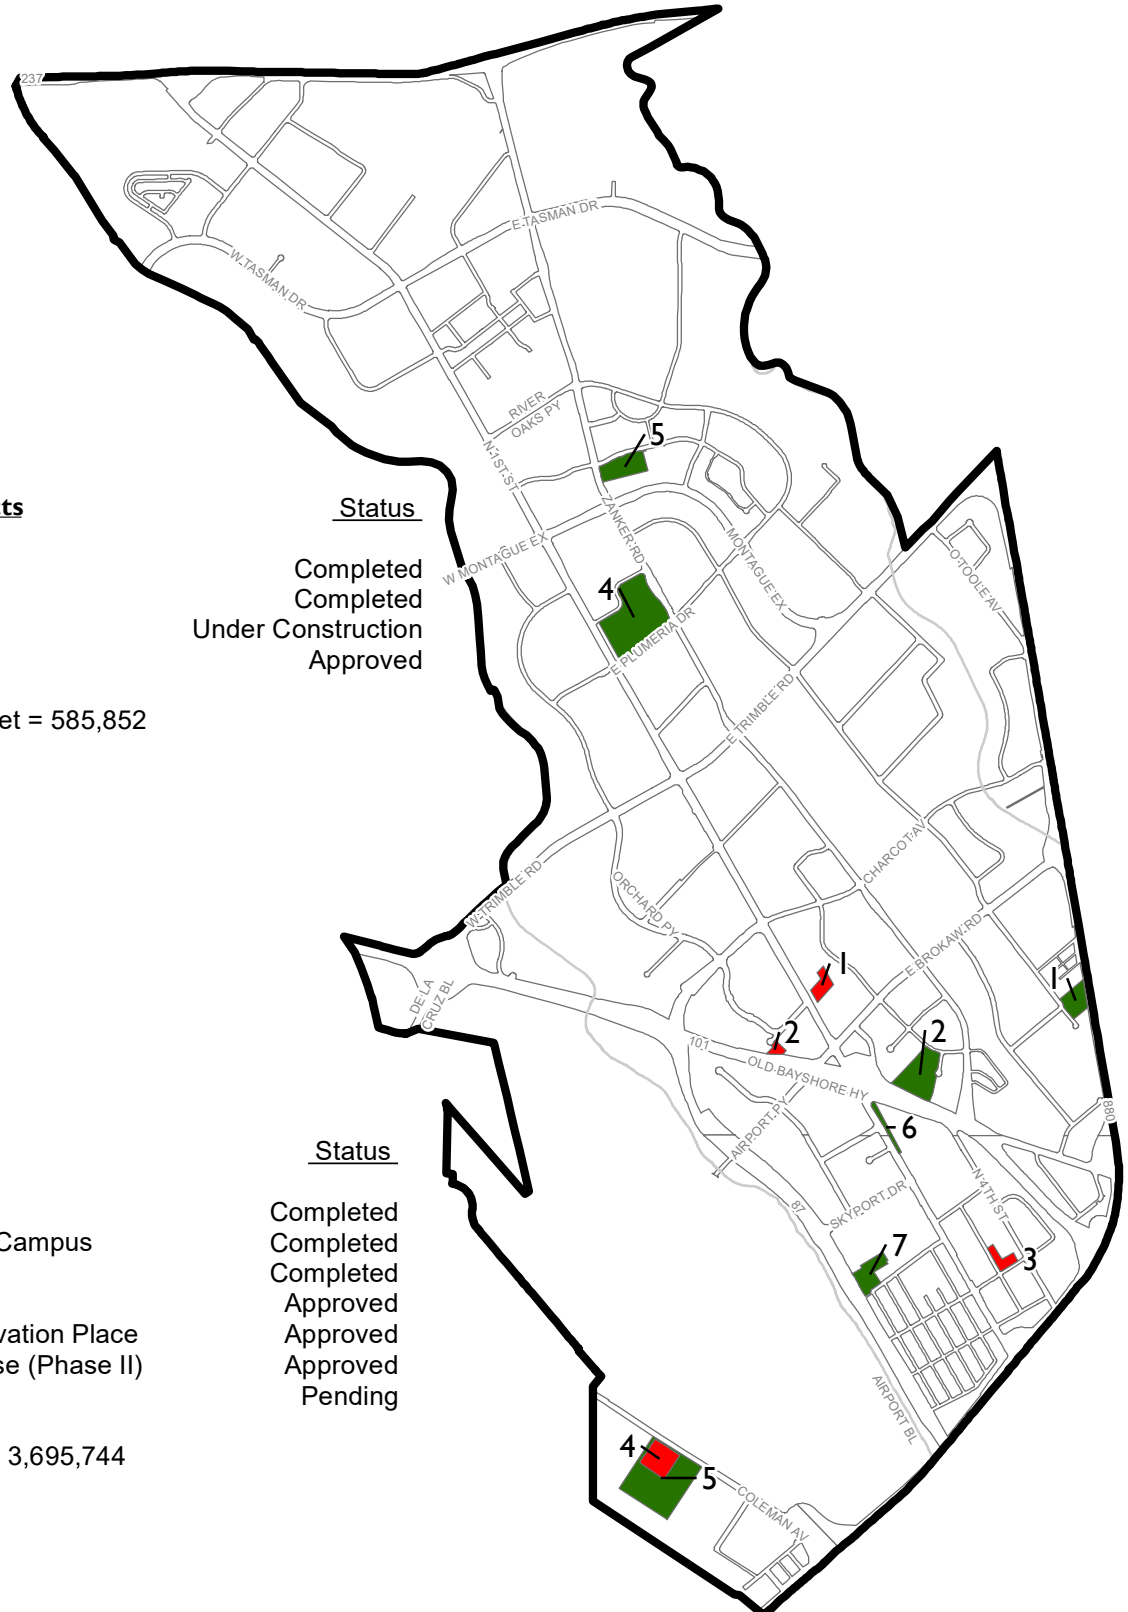 237
E TASMAN DR
W TASMAN DR
RIVER
OAKS PY
N 1ST ST
5
cts
Status
ZANKER RD
W MONTAGUE EX
MONTAGUE EX
O TOOLE AV
Completed
4
Completed
Under Construction
E PLUMERIA DR
Approved
E TRIMBLE RD
et = 585,852
CHARCOT AV
W TRIMBLE RD
ORCHARD PY
E BROKAW RD
1
1
DE LA
CRUZ BL
2
2
101
OLD BAYSHORE HY
880
6
AIRPORT PY
Status
N 4TH ST
87
SKYPORT DR
Completed
Campus
Completed
7
3
Completed
Approved
vation Place
Approved
se (Phase II)
Approved
Pending
AIRPORT BL
4
3,695,744
5
COLEMAN AV